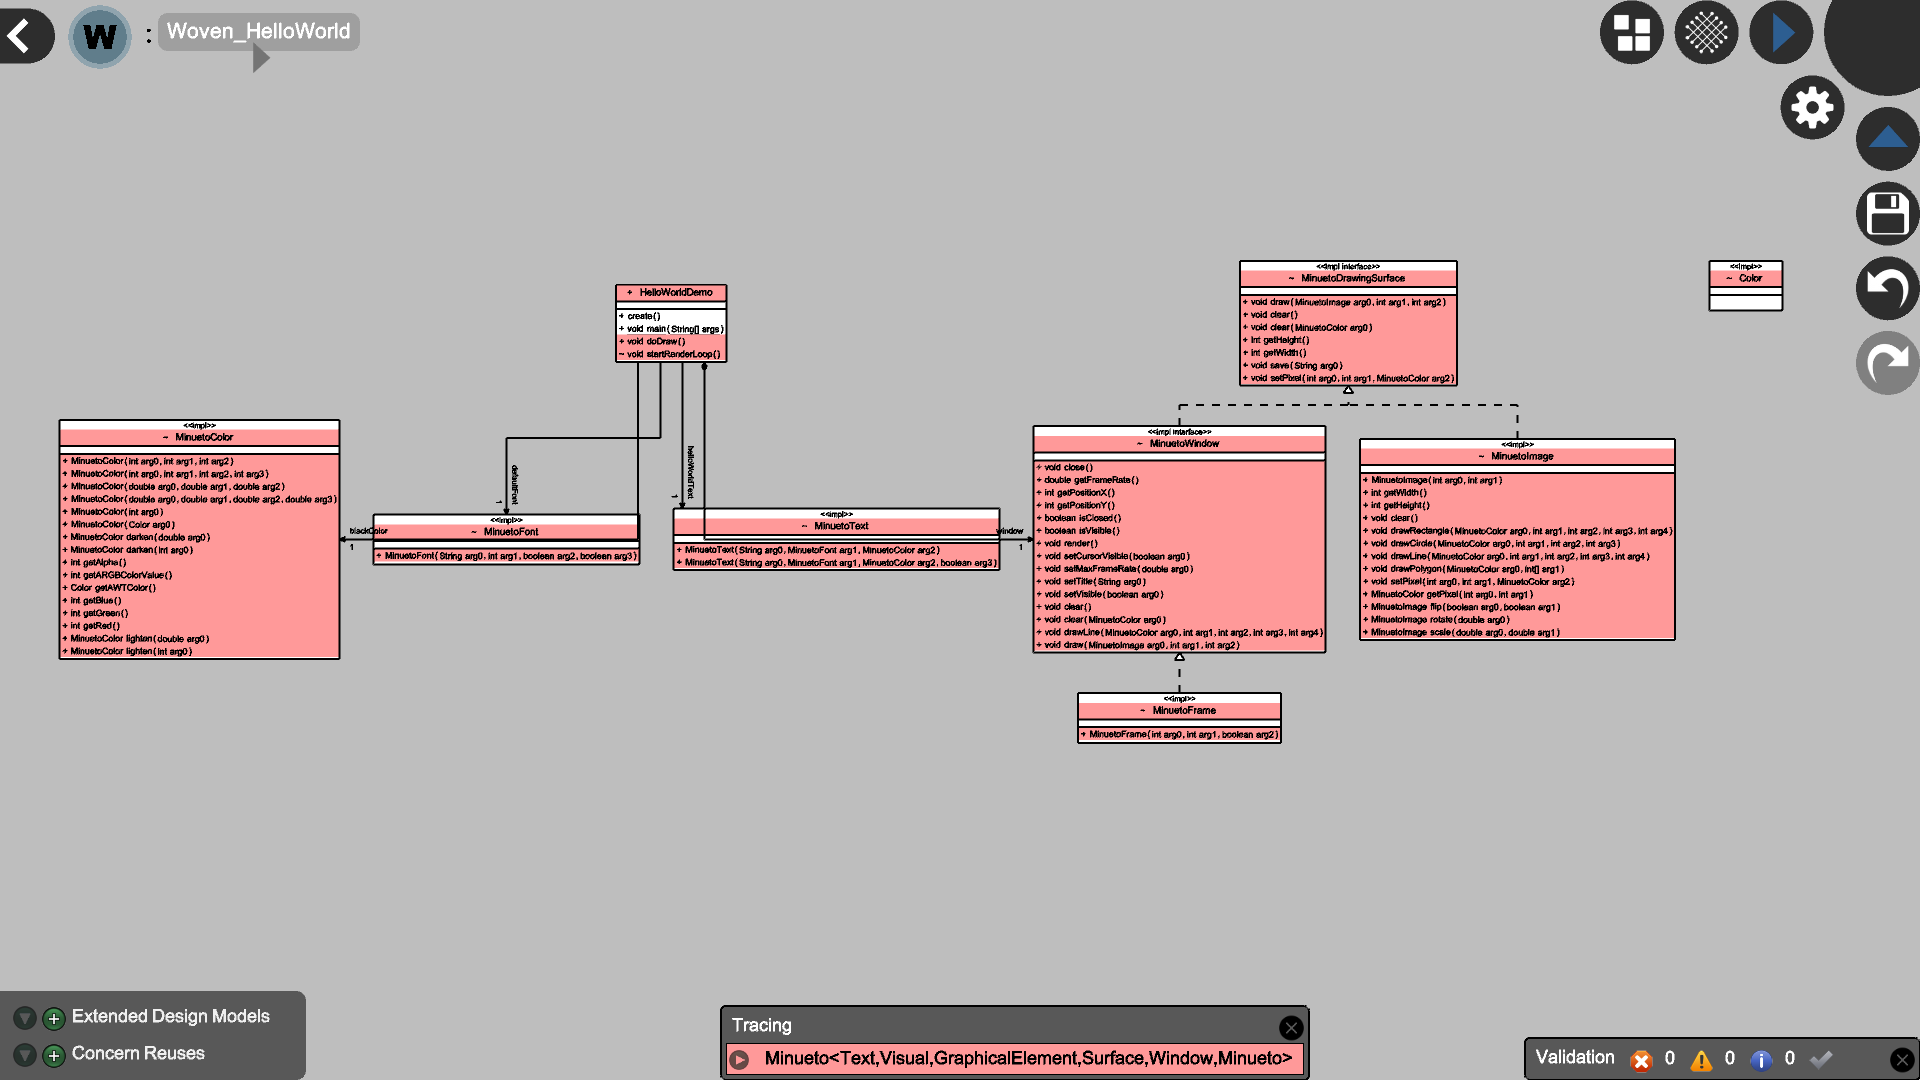 W : Woven_HelloWorld
+ HelloWorldDemo
+ create()
+ void main(String[] args)
+ void doDraw()
~ void startRenderLoop()
<<impl interface>>
~ MinuetoDrawingSurface
+ void draw(MinuetoImage arg0, int arg1, int arg2)
+ void clear()
+ void clear(MinuetoColor arg0)
+ int getHeight()
+ int getWidth()
+ void save(String arg0)
+ void setPixel(int arg0, int arg1, MinuetoColor arg2)
<<impl>>
~ Color
<<impl>>
~ MinuetoColor
+ MinuetoColor(int arg0, int arg1, int arg2)
+ MinuetoColor(int arg0, int arg1, int arg2, int arg3)
+ MinuetoColor(double arg0, double arg1, double arg2)
+ MinuetoColor(double arg0, double arg1, double arg2, double arg3)
+ MinuetoColor(int arg0)
+ MinuetoColor(Color arg0)
+ MinuetoColor darken(double arg0)
+ MinuetoColor darken(int arg0)
+ int getAlpha()
+ int getARGBColorValue()
+ Color getAWTColor()
+ int getBlue()
+ int getGreen()
+ int getRed()
+ MinuetoColor lighten(double arg0)
+ MinuetoColor lighten(int arg0)
blackColor
1
defaultFont
1
<<impl>>
~ MinuetoFont
+ MinuetoFont(String arg0, int arg1, boolean arg2, boolean arg3)
helloWorldText
1
<<impl>>
~ MinuetoText
+ MinuetoText(String arg0, MinuetoFont arg1, MinuetoColor arg2)
+ MinuetoText(String arg0, MinuetoFont arg1, MinuetoColor arg2, boolean arg3)
window
1
<<impl interface>>
~ MinuetoWindow
+ void close()
+ double getFrameRate()
+ int getPositionX()
+ int getPositionY()
+ boolean isClosed()
+ boolean isVisible()
+ void render()
+ void setCursorVisible(boolean arg0)
+ void setMaxFrameRate(double arg0)
+ void setTitle(String arg0)
+ void setVisible(boolean arg0)
+ void clear()
+ void clear(MinuetoColor arg0)
+ void drawLine(MinuetoColor arg0, int arg1, int arg2, int arg3, int arg4)
+ void draw(MinuetoImage arg0, int arg1, int arg2)
<<impl>>
~ MinuetoImage
+ MinuetoImage(int arg0, int arg1)
+ int getWidth()
+ int getHeight()
+ void clear()
+ void drawRectangle(MinuetoColor arg0, int arg1, int arg2, int arg3, int arg4)
+ void drawCircle(MinuetoColor arg0, int arg1, int arg2, int arg3)
+ void drawLine(MinuetoColor arg0, int arg1, int arg2, int arg3, int arg4)
+ void drawPolygon(MinuetoColor arg0, int[] arg1)
+ void setPixel(int arg0, int arg1, MinuetoColor arg2)
+ MinuetoColor getPixel(int arg0, int arg1)
+ MinuetoImage flip(boolean arg0, boolean arg1)
+ MinuetoImage rotate(double arg0)
+ MinuetoImage scale(double arg0, double arg1)
<<impl>>
~ MinuetoFrame
+ MinuetoFrame(int arg0, int arg1, boolean arg2)
Extended Design Models
Concern Reuses
Tracing
Minueto<Text,Visual,GraphicalElement,Surface,Window,Minueto>
Validation 0 0 0